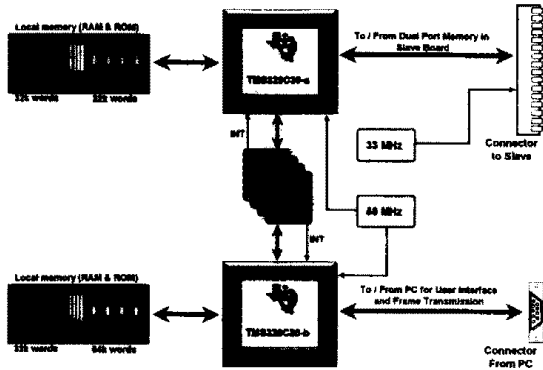 Local memory (RAM & ROM)
32k words
32k words
TMS320C30-a
To / From Dual Port Memory in
Slave Board
Connector
to Slave
33 MHz
INT
INT
Local memory (RAM & ROM)
words
64k words
TMS320C30-b
To / From PC for User Interface
and Frame Transmission
Connector
From PC
MHz